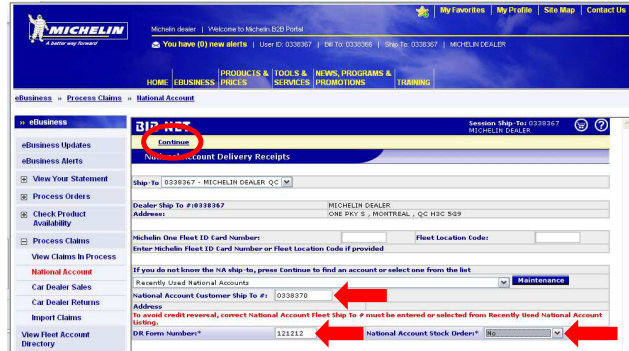 My Favorites | My Profile | Site Map | Contact Us
MICHELIN
A better way forward
Michelin dealer | Welcome to Michelin B2B Portal
You have (0) new alerts | User ID: 0338367 | Bill To: 0338366 | Ship To: 0338367 | MICHELIN DEALER
HOME EBUSINESS PRODUCTS & PRICES TOOLS & SERVICES NEWS, PROGRAMS & PROMOTIONS TRAINING
eBusiness » Process Claims » National Account
» eBusiness
eBusiness Updates
eBusiness Alerts
View Your Statement
Process Orders
Check Product
Availability
Process Claims
View Claims In Process
National Account
Car Dealer Sales
Car Dealer Returns
Import Claims
View Fleet Account
Directory
BIB NET
Session Ship-To: 0338367
MICHELIN DEALER
Continue
National Account Delivery Receipts
Ship-To 0338367 - MICHELIN DEALER QC
Dealer Ship To #:0338367 MICHELIN DEALER
Address: ONE PKY S , MONTREAL , QC H3C 5G9
Michelin One Fleet ID Card Number: Fleet Location Code:
Enter Michelin Fleet ID Card Number or Fleet Location Code if provided
If you do not know the NA ship-to, press Continue to find an account or select one from the list
Recently Used National Accounts Maintenance
National Account Customer Ship To #: 0338370
Address
To avoid credit reversal, correct National Account Fleet Ship To # must be entered or selected from Recently Used National Account
Listing.
DR Form Number:* 121212 National Account Stock Order:* No